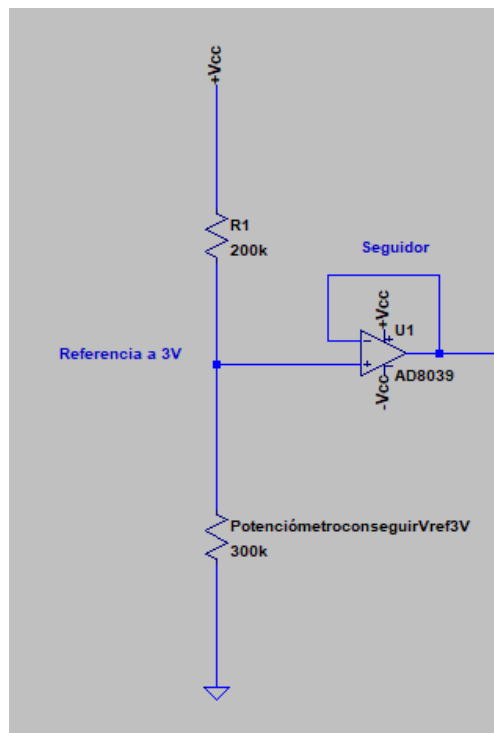 +Vcc
R1
200k
Seguidor
+Vcc
U1
Referencia a 3V
AD8039
-Vcc
PotenciómetroconseguirVref3V
300k